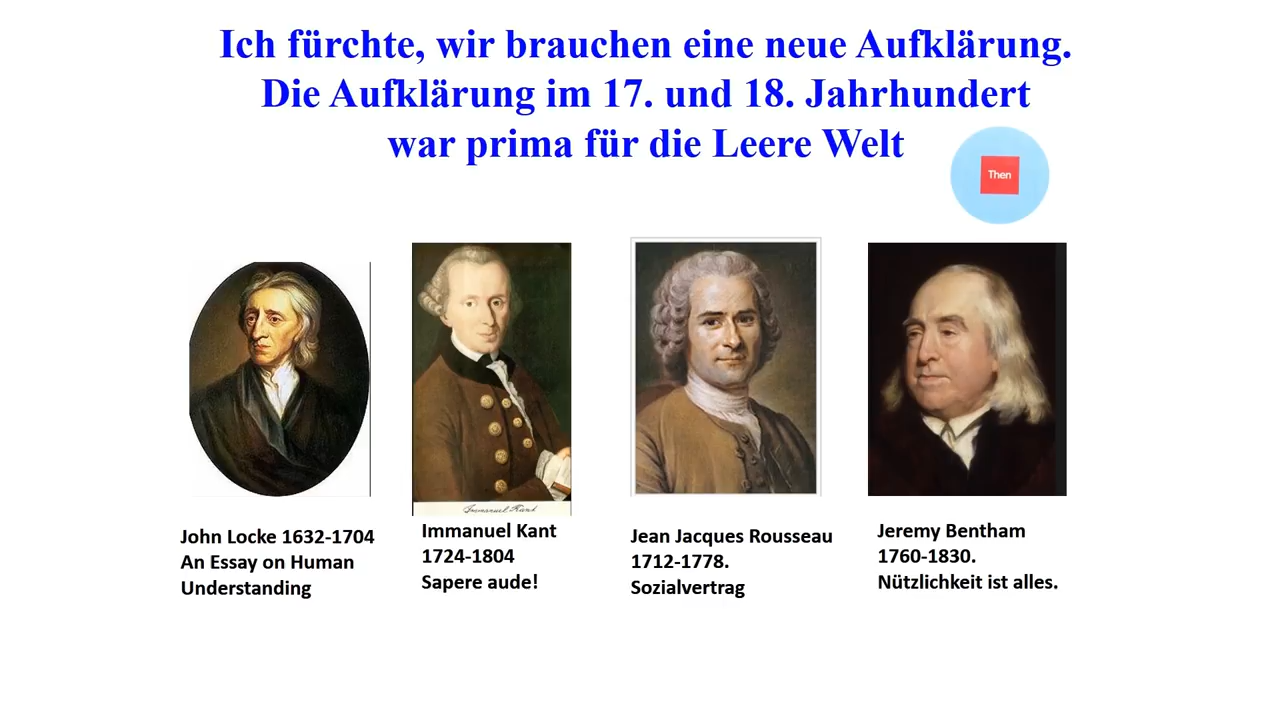 Ich fürchte, wir brauchen eine neue Aufklärung.
Die Aufklärung im 17. und 18. Jahrhundert
war prima für die Leere Welt
Then
Immanuel Kant
John Locke 1632-1704
An Essay on Human
Understanding
Immanuel Kant
1724-1804
Sapere aude!
Jean Jacques Rousseau
1712-1778.
Sozialvertrag
Jeremy Bentham
1760-1830.
Nützlichkeit ist alles.